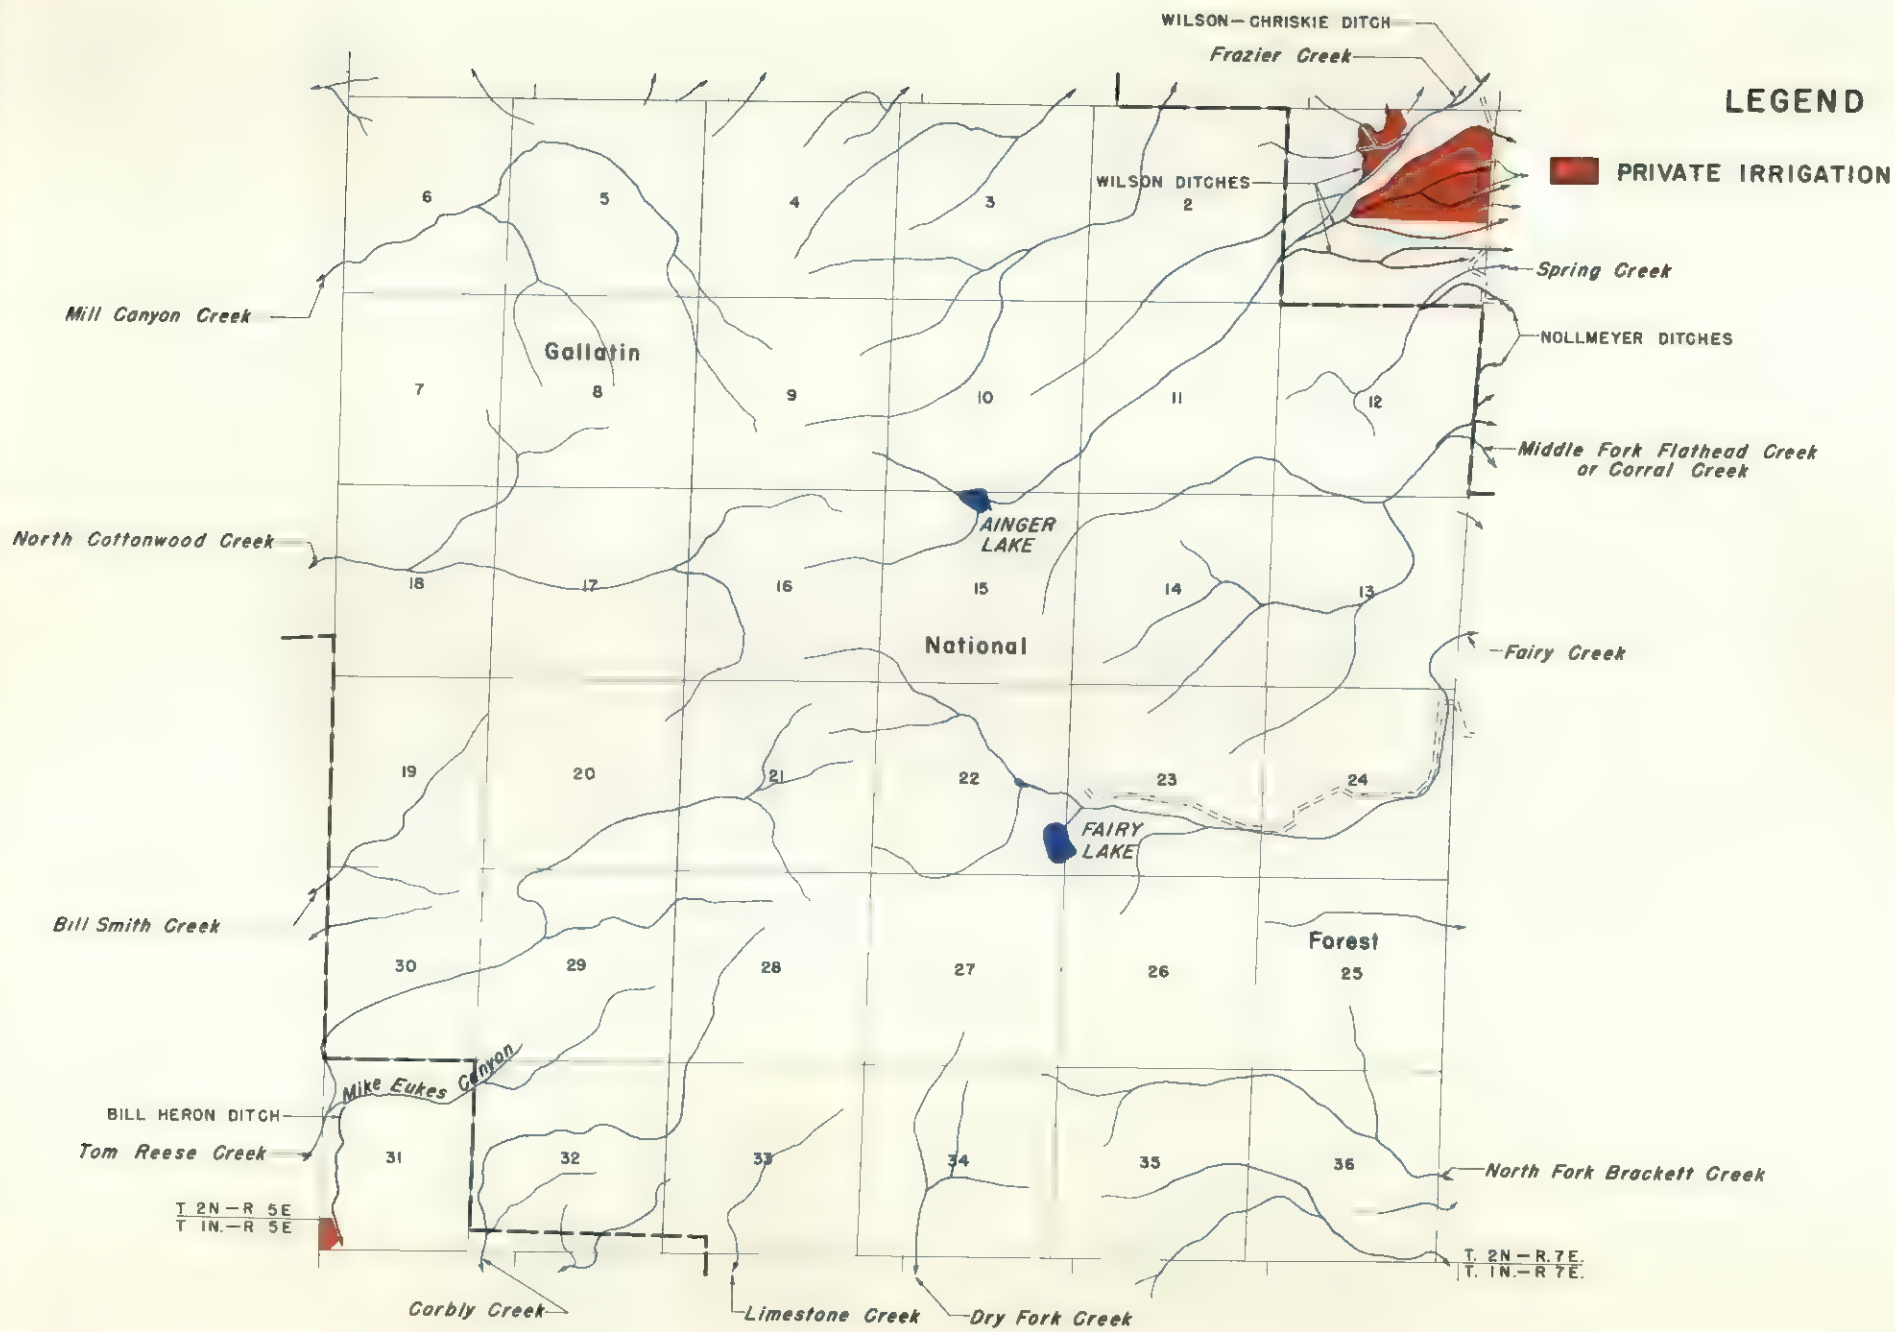 WILSON—CHRISKIE DITCH
Frazier Creek
LEGEND
PRIVATE IRRIGATION
WILSON DITCHES
6
5
4
3
2
Spring Creek
Mill Canyon Creek
NOLLMEYER DITCHES
Gallatin
7
8
9
10
11
12
Middle Fork Flathead Creek
or Corral Creek
AINGER
LAKE
North Cottonwood Creek
18
17
16
15
14
13
National
Fairy Creek
19
20
21
22
23
24
FAIRY
LAKE
Bill Smith Creek
Forest
30
29
28
27
26
25
Mike Eukes Canyon
BILL HERON DITCH
Tom Reese Creek
31
32
33
34
35
36
North Fork Brackett Creek
T 2N—R 5E
T 1N.—R 5E
T. 2N—R.7E.
T. 1N.—R 7E.
Corbly Creek
Limestone Creek
Dry Fork Creek